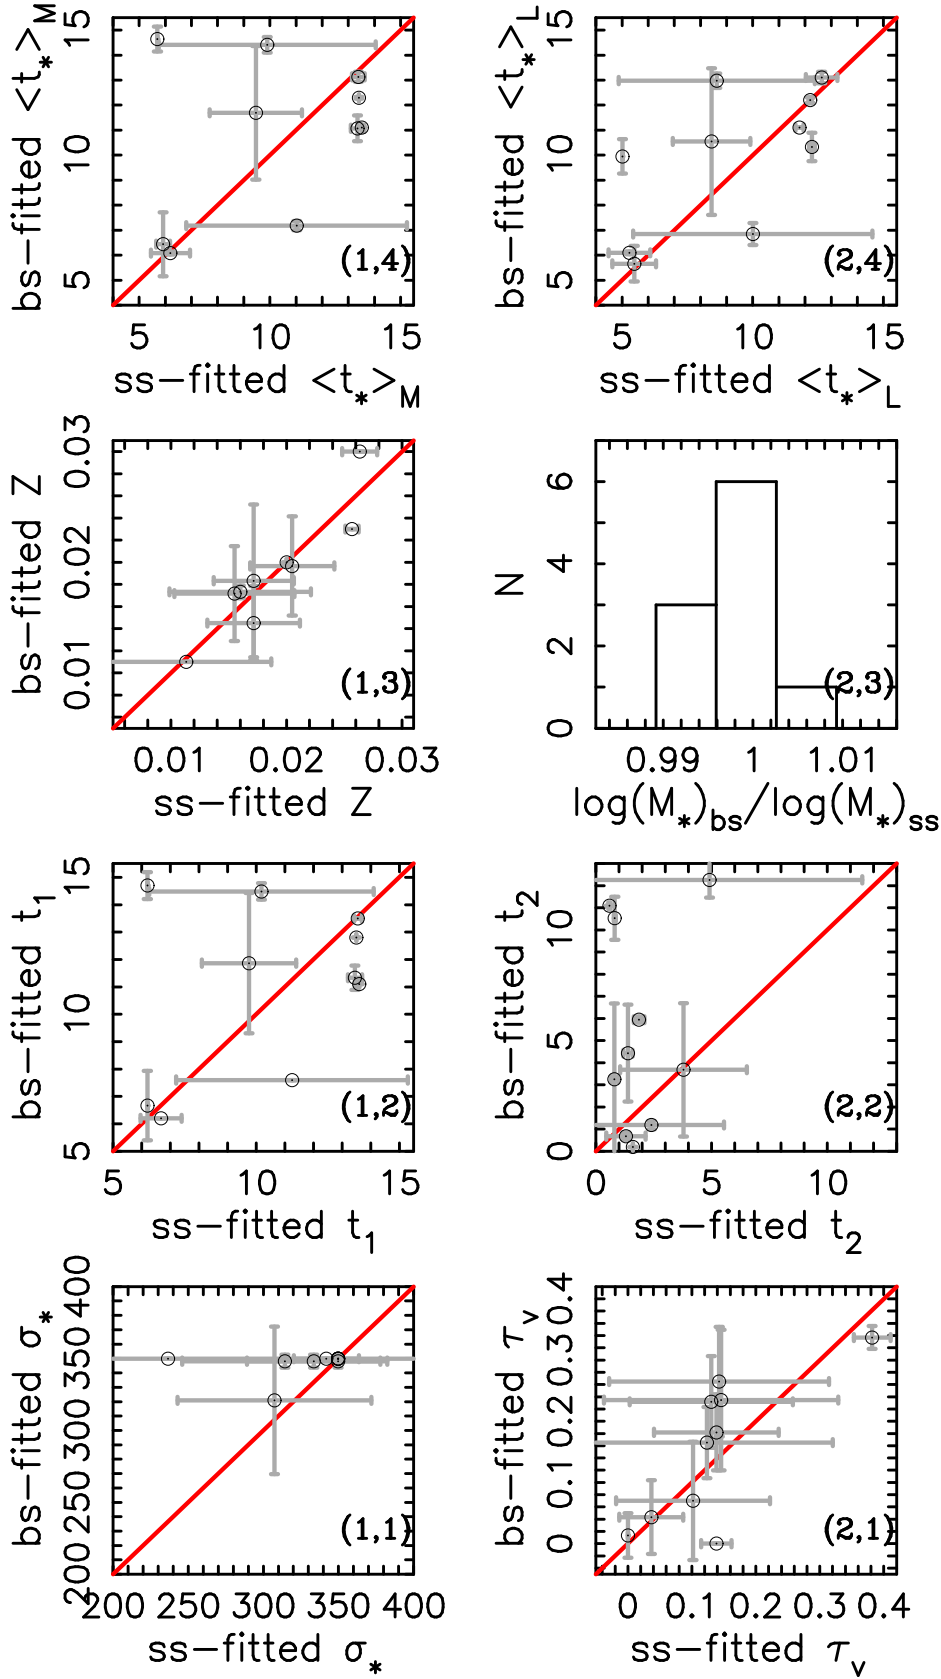 bs-fitted <t*>M
15
10
5
(1,4)
5 10 15
ss-fitted <t*>M
bs-fitted <t*>L
15
10
5
(2,4)
5 10 15
ss-fitted <t*>L
bs-fitted Z
0.03
0.02
0.01
(1,3)
0.01 0.02 0.03
ss-fitted Z
N
6
4
2
0
(2,3)
0.99 1 1.01
log(M*)bs/log(M*)ss
bs-fitted t1
15
10
5
(1,2)
5 10 15
ss-fitted t1
bs-fitted t2
10
5
0
(2,2)
0 5 10
ss-fitted t2
bs-fitted σ*
400
350
300
250
200
(1,1)
200 250 300 350 400
ss-fitted σ*
bs-fitted τv
0.4
0.3
0.2
0.1
0
(2,1)
0 0.1 0.2 0.3 0.4
ss-fitted τv